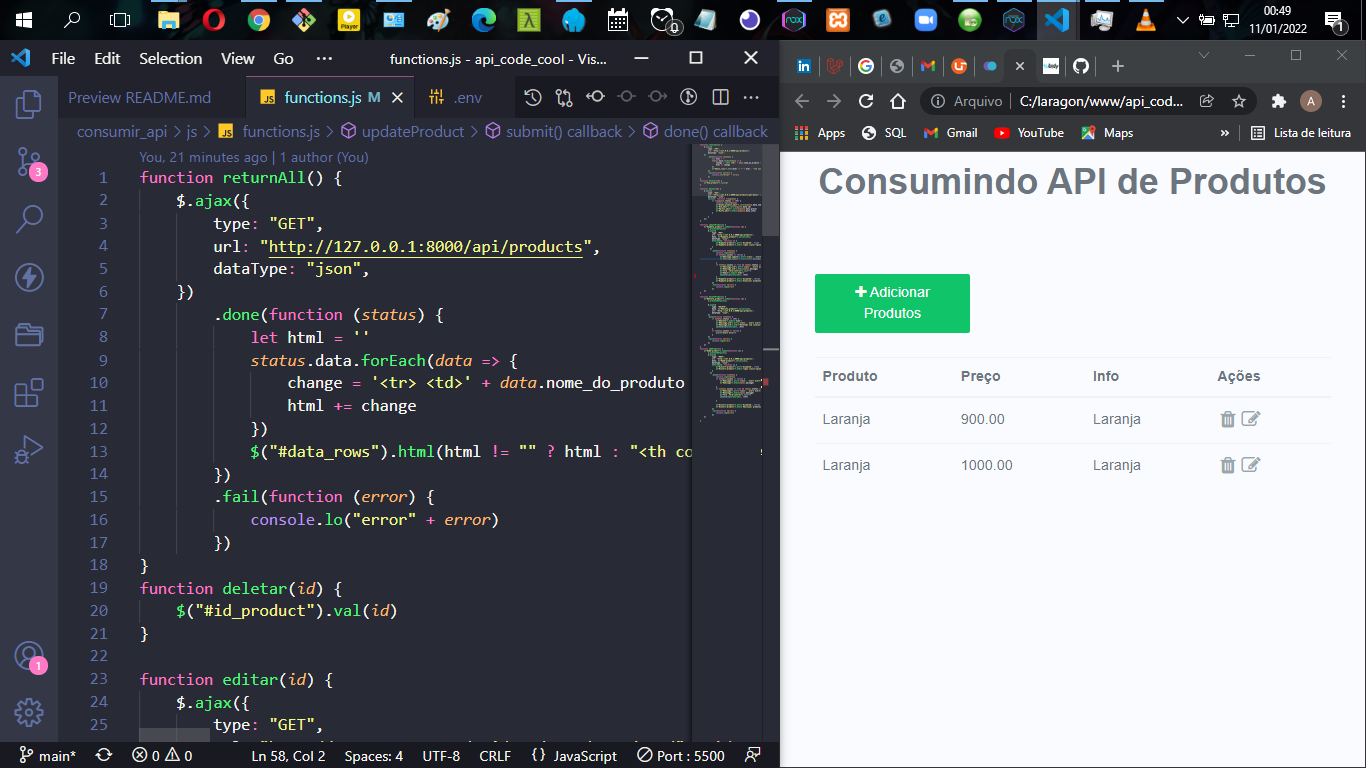 00:49
11/01/2022
File Edit Selection View Go ··· functions.js - api_code_cool - Vis...
Preview README.md
functions.js M
.env
consumir_api > js > functions.js > updateProduct > submit() callback > done() callback
You, 21 minutes ago | 1 author (You)
1 function returnAll() {
2 $.ajax({
3 type: "GET",
4 url: "http://127.0.0.1:8000/api/products",
5 dataType: "json",
6 })
7 .done(function (status) {
8 let html = ''
9 status.data.forEach(data => {
10 change = '<tr> <td>' + data.nome_do_produto
11 html += change
12 })
13 $("#data_rows").html(html != "" ? html : "<th co
14 })
15 .fail(function (error) {
16 console.lo("error" + error)
17 })
18 }
19 function deletar(id) {
20 $("#id_product").val(id)
21 }
22
23 function editar(id) {
24 $.ajax({
25 type: "GET",
3
1
main* 0 0 Ln 58, Col 2 Spaces: 4 UTF-8 CRLF {} JavaScript Port : 5500
Arquivo | C:/laragon/www/api_cod...
A
Apps SQL Gmail YouTube Maps » Lista de leitura
Consumindo API de Produtos
Adicionar
Produtos
Produto Preço Info Ações
Laranja 900.00 Laranja
Laranja 1000.00 Laranja